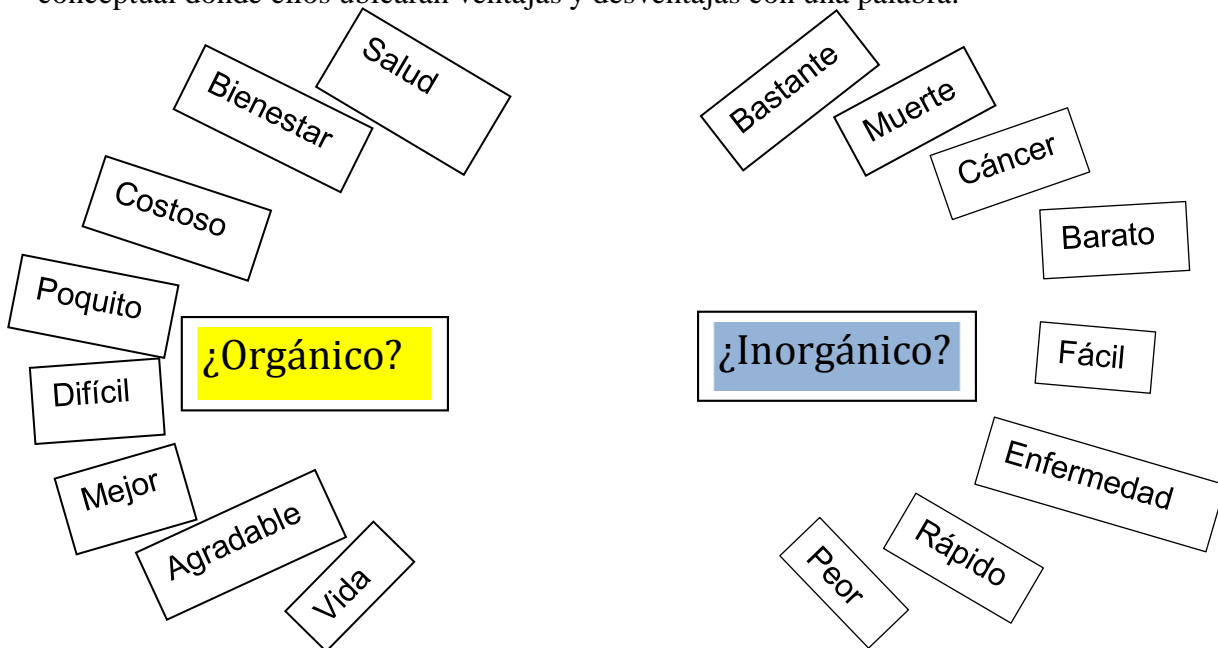 conceptual donde ellos ubicarán ventajas y desventajas con una palabra.
Salud
Bienestar
Costoso
Poquito
¿Orgánico?
Difícil
Mejor
Agradable
Vida
Bastante
Muerte
Cáncer
Barato
¿Inorgánico?
Fácil
Enfermedad
Rápido
Peor